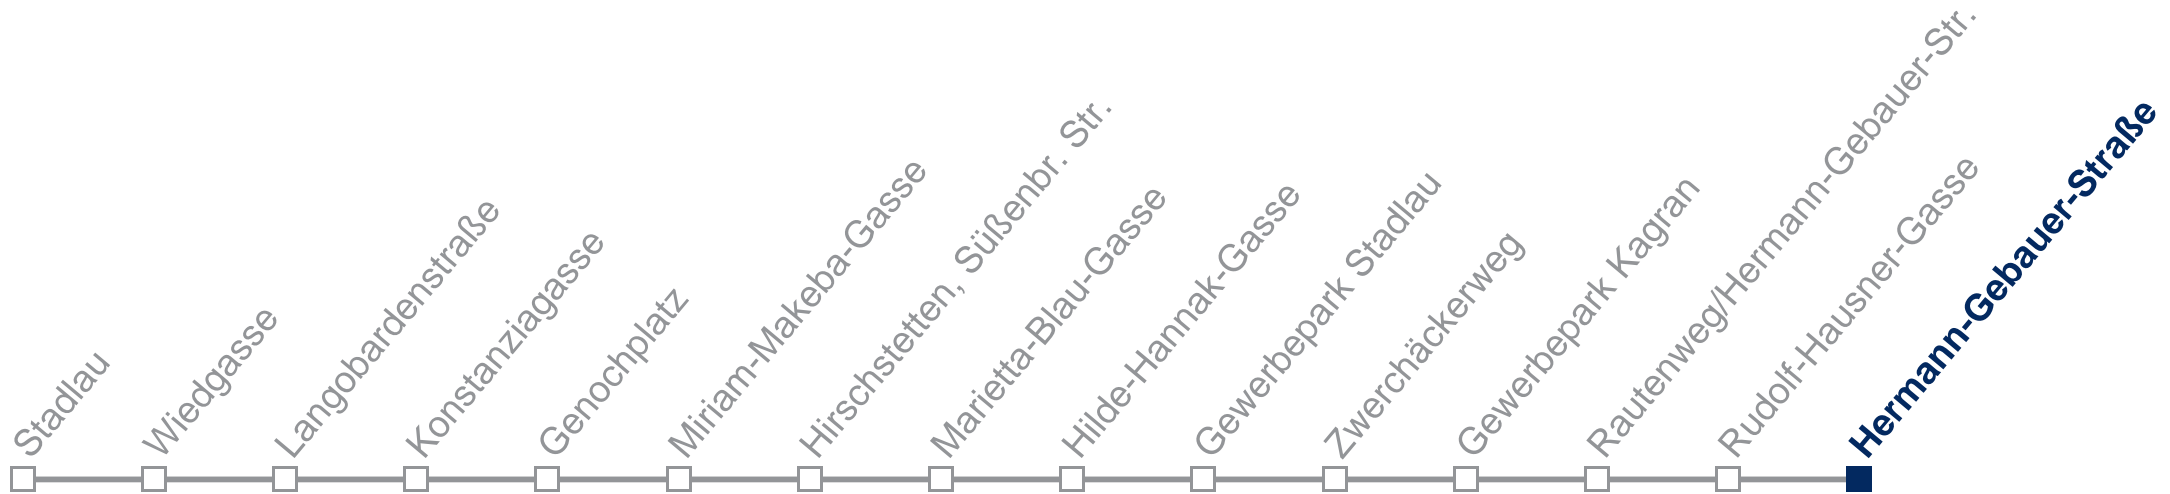 Stadlau
Wiedgasse
Langobardenstraße
Konstanziagasse
Genochplatz
Miriam-Makeba-Gasse
Hirschstetten, Süßenbr. Str.
Marietta-Blau-Gasse
Hilde-Hannak-Gasse
Gewerbepark Stadlau
Zwerchäckerweg
Gewerbepark Kagran
Rautenweg/Hermann-Gebauer-Str.
Rudolf-Hausner-Gasse
Hermann-Gebauer-Straße